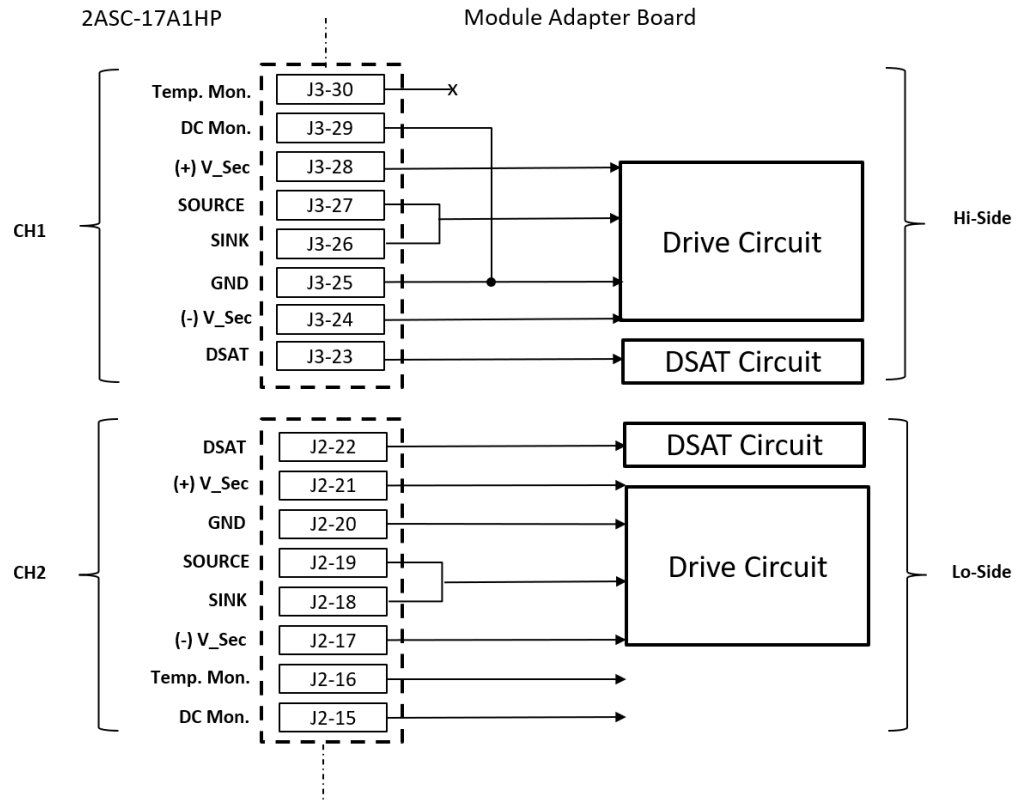 2ASC-17A1HP Module Adapter Board
Temp. Mon. J3-30 x
DC Mon. J3-29
(+) V_Sec J3-28
SOURCE J3-27
SINK J3-26
GND J3-25
(-) V_Sec J3-24
DSAT J3-23
CH1
Drive Circuit
DSAT Circuit
Hi-Side
DSAT J2-22
(+) V_Sec J2-21
GND J2-20
SOURCE J2-19
SINK J2-18
(-) V_Sec J2-17
Temp. Mon. J2-16
DC Mon. J2-15
CH2
DSAT Circuit
Drive Circuit
Lo-Side